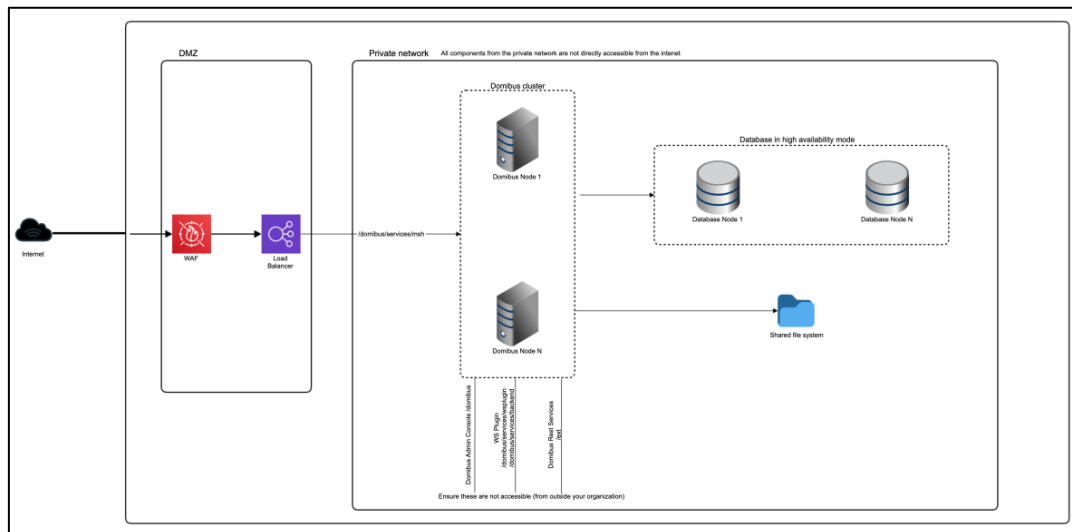 DMZ
Private network
All components from the private network are not directly accessible from the intenet
Domibus cluster
Domibus Node 1
Database in high availability mode
Database Node 1
Database Node N
Internet
WAF
Load
Balancer
/domibus/services/msh
Domibus Node N
Shared file system
Domibus Admin Console /domibus
WS Plugin
/domibus/services/wsplugin
/domibus/services/backend
Domibus Rest Services
/ext
Ensure these are not accessible (from outside your organization)